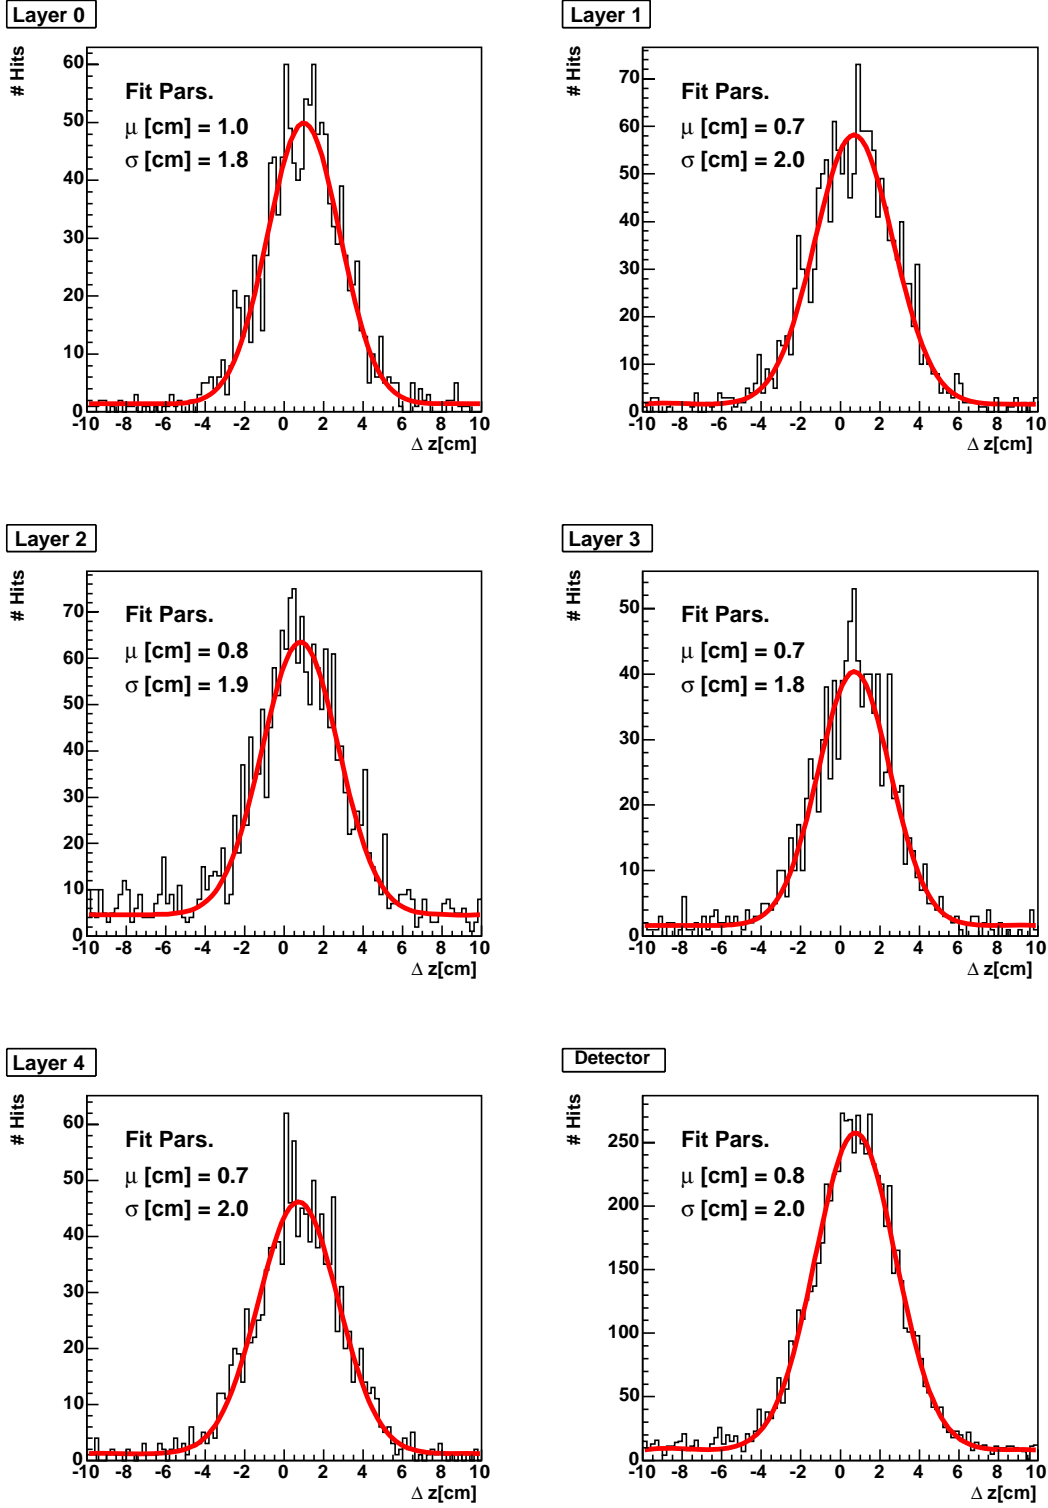 Layer 0
# Hits
60
50
40
30
20
10
0
Fit Pars.
μ [cm] = 1.0
σ [cm] = 1.8
-10 -8 -6 -4 -2 0 2 4 6 8 10
Δ z[cm]
Layer 1
# Hits
70
60
50
40
30
20
10
0
Fit Pars.
μ [cm] = 0.7
σ [cm] = 2.0
-10 -8 -6 -4 -2 0 2 4 6 8 10
Δ z[cm]
Layer 2
# Hits
70
60
50
40
30
20
10
0
Fit Pars.
μ [cm] = 0.8
σ [cm] = 1.9
-10 -8 -6 -4 -2 0 2 4 6 8 10
Δ z[cm]
Layer 3
# Hits
50
40
30
20
10
0
Fit Pars.
μ [cm] = 0.7
σ [cm] = 1.8
-10 -8 -6 -4 -2 0 2 4 6 8 10
Δ z[cm]
Layer 4
# Hits
60
50
40
30
20
10
0
Fit Pars.
μ [cm] = 0.7
σ [cm] = 2.0
-10 -8 -6 -4 -2 0 2 4 6 8 10
Δ z[cm]
Detector
# Hits
250
200
150
100
50
0
Fit Pars.
μ [cm] = 0.8
σ [cm] = 2.0
-10 -8 -6 -4 -2 0 2 4 6 8 10
Δ z[cm]